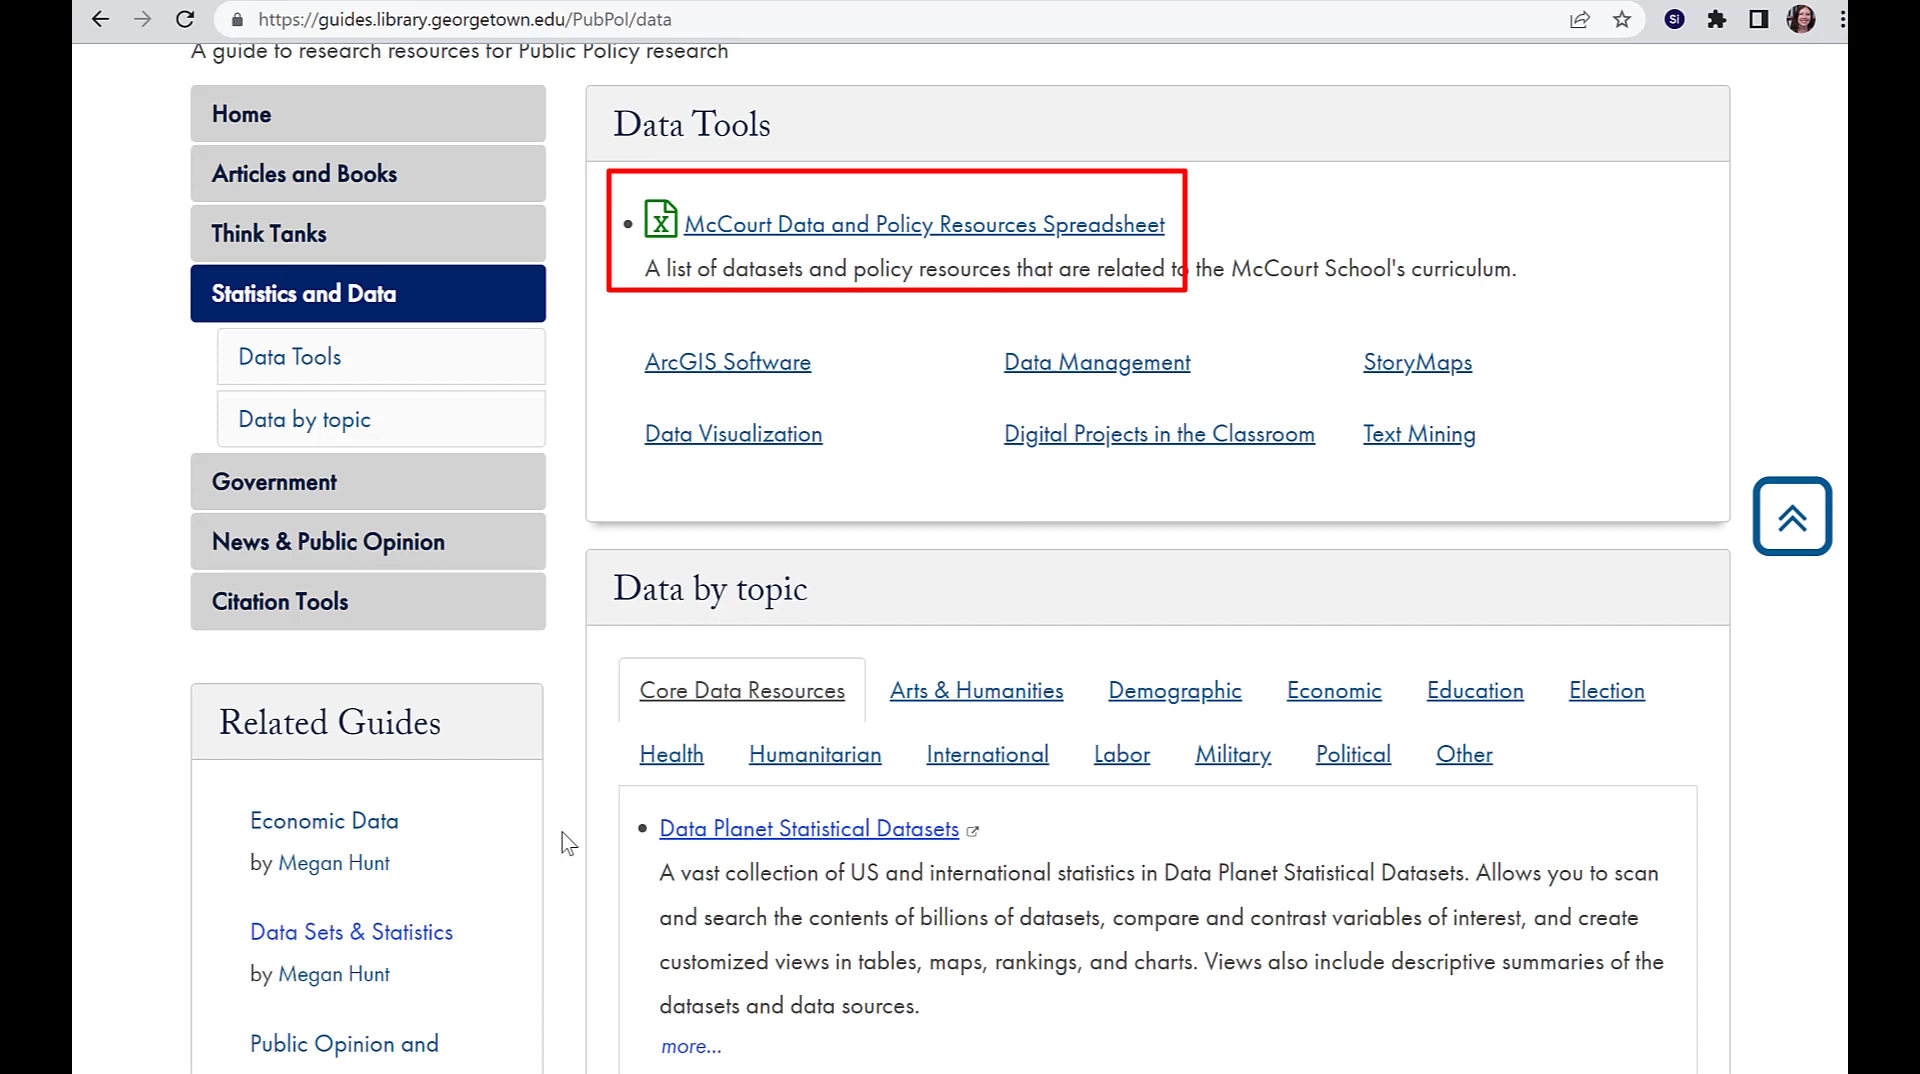 https://guides.library.georgetown.edu/PubPol/data
Si
A guide to research resources for Public Policy research
Home
Articles and Books
Think Tanks
Statistics and Data
Data Tools
Data by topic
Government
News & Public Opinion
Citation Tools
Related Guides
Economic Data
by Megan Hunt
Data Sets & Statistics
by Megan Hunt
Public Opinion and
Data Tools
X
McCourt Data and Policy Resources Spreadsheet
A list of datasets and policy resources that are related to the McCourt School's curriculum.
ArcGIS Software Data Management StoryMaps
Data Visualization Digital Projects in the Classroom Text Mining
Data by topic
Core Data Resources Arts & Humanities Demographic Economic Education Election
Health Humanitarian International Labor Military Political Other
Data Planet Statistical Datasets
A vast collection of US and international statistics in Data Planet Statistical Datasets. Allows you to scan
and search the contents of billions of datasets, compare and contrast variables of interest, and create
customized views in tables, maps, rankings, and charts. Views also include descriptive summaries of the
datasets and data sources.
more...